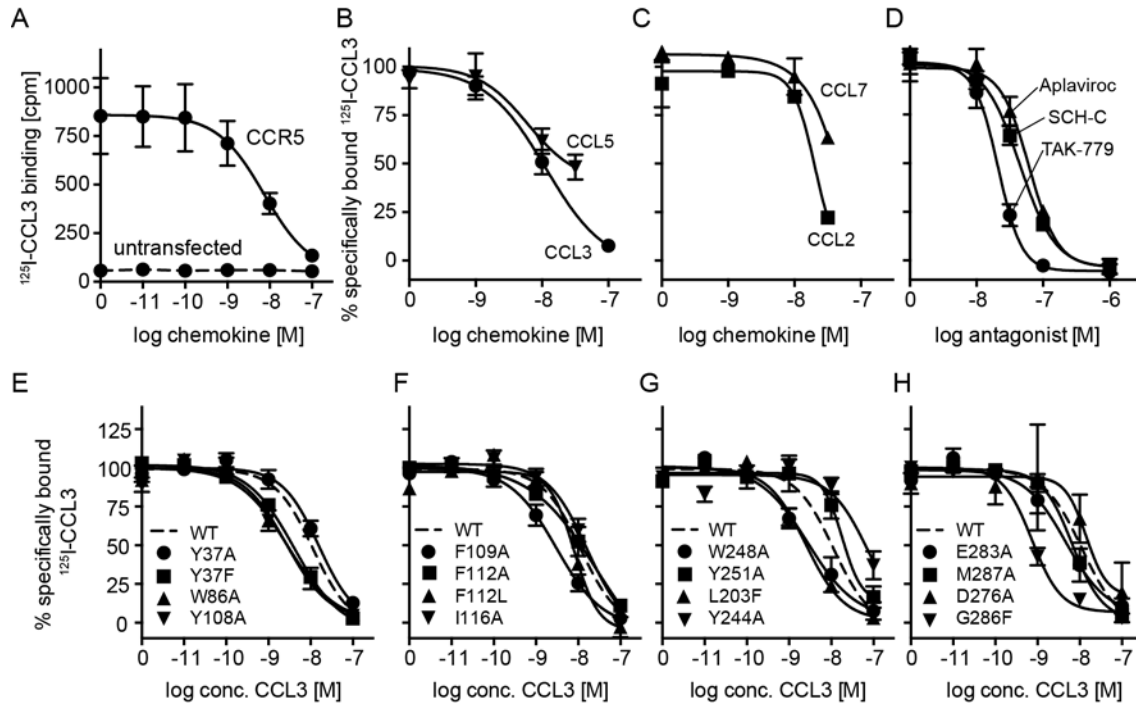 A
¹²⁵I-CCL3 binding [cpm]
1000
750
500
250
0
CCR5
untransfected
0 -11 -10 -9 -8 -7
log chemokine [M]
B
% specifically bound ¹²⁵I-CCL3
100
75
50
25
0
CCL5
CCL3
0 -9 -8 -7
log chemokine [M]
C
CCL7
CCL2
0 -9 -8 -7
log chemokine [M]
D
Aplaviroc
SCH-C
TAK-779
0 -8 -7 -6
log antagonist [M]
E
% specifically bound
¹²⁵I-CCL3
125
100
75
50
25
0
WT
Y37A
Y37F
W86A
Y108A
0 -11 -10 -9 -8 -7
log conc. CCL3 [M]
F
WT
F109A
F112A
F112L
I116A
0 -11 -10 -9 -8 -7
log conc. CCL3 [M]
G
WT
W248A
Y251A
L203F
Y244A
0 -11 -10 -9 -8 -7
log conc. CCL3 [M]
H
WT
E283A
M287A
D276A
G286F
0 -11 -10 -9 -8 -7
log conc. CCL3 [M]